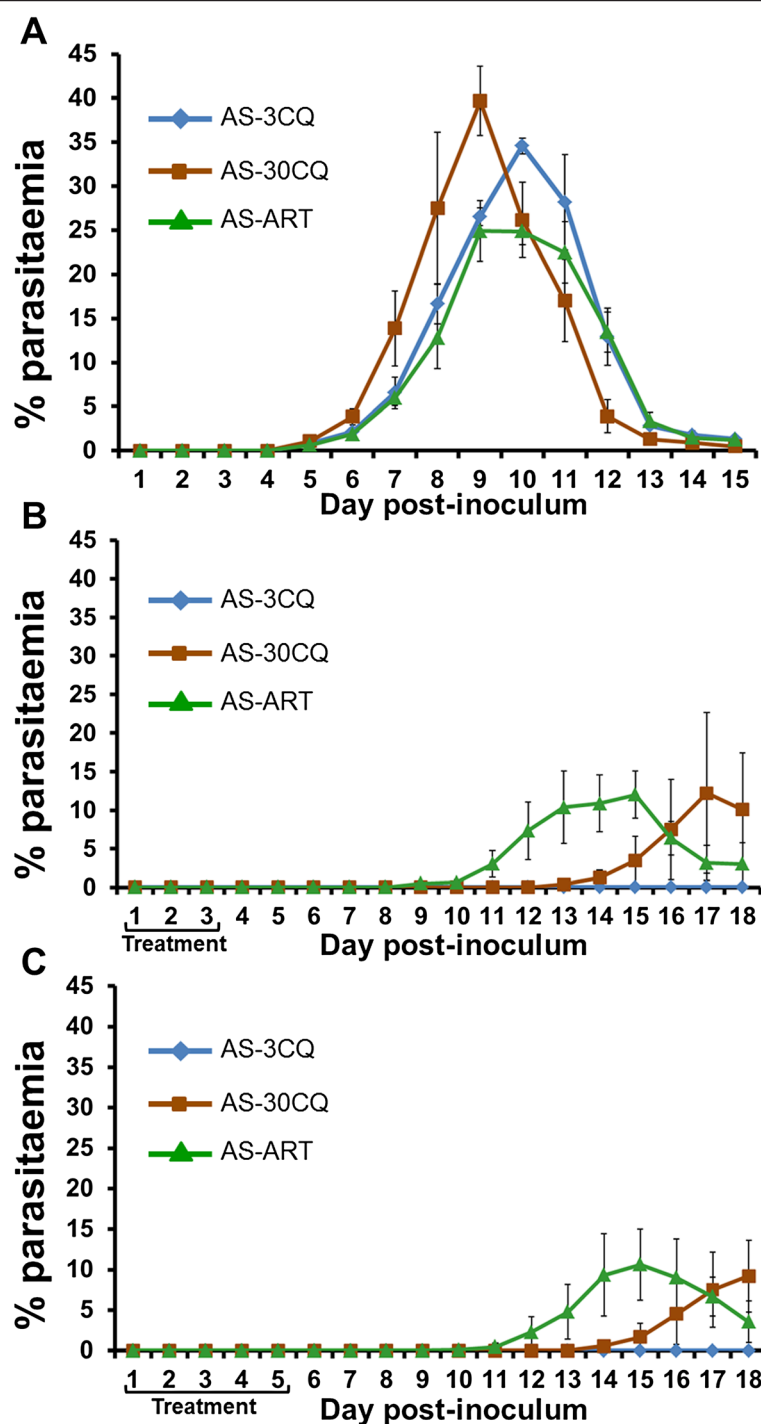 A
% parasitaemia
45
40
35
30
25
20
15
10
5
0
AS-3CQ
AS-30CQ
AS-ART
1 2 3 4 5 6 7 8 9 10 11 12 13 14 15
Day post-inoculum
B
% parasitaemia
45
40
35
30
25
20
15
10
5
0
AS-3CQ
AS-30CQ
AS-ART
1 2 3 4 5 6 7 8 9 10 11 12 13 14 15 16 17 18
Treatment
Day post-inoculum
C
% parasitaemia
45
40
35
30
25
20
15
10
5
0
AS-3CQ
AS-30CQ
AS-ART
1 2 3 4 5 6 7 8 9 10 11 12 13 14 15 16 17 18
Treatment
Day post-inoculum